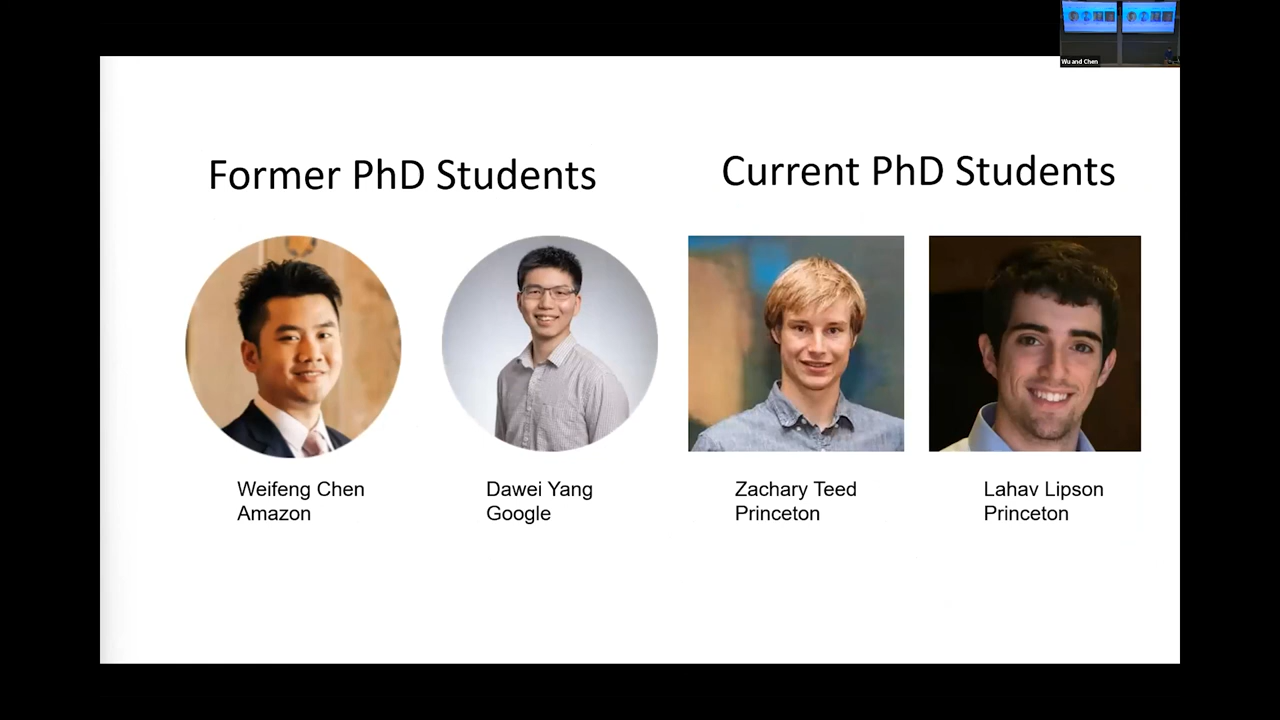 Wu and Chen
Former PhD Students
Current PhD Students
Weifeng Chen
Amazon
Dawei Yang
Google
Zachary Teed
Princeton
Lahav Lipson
Princeton